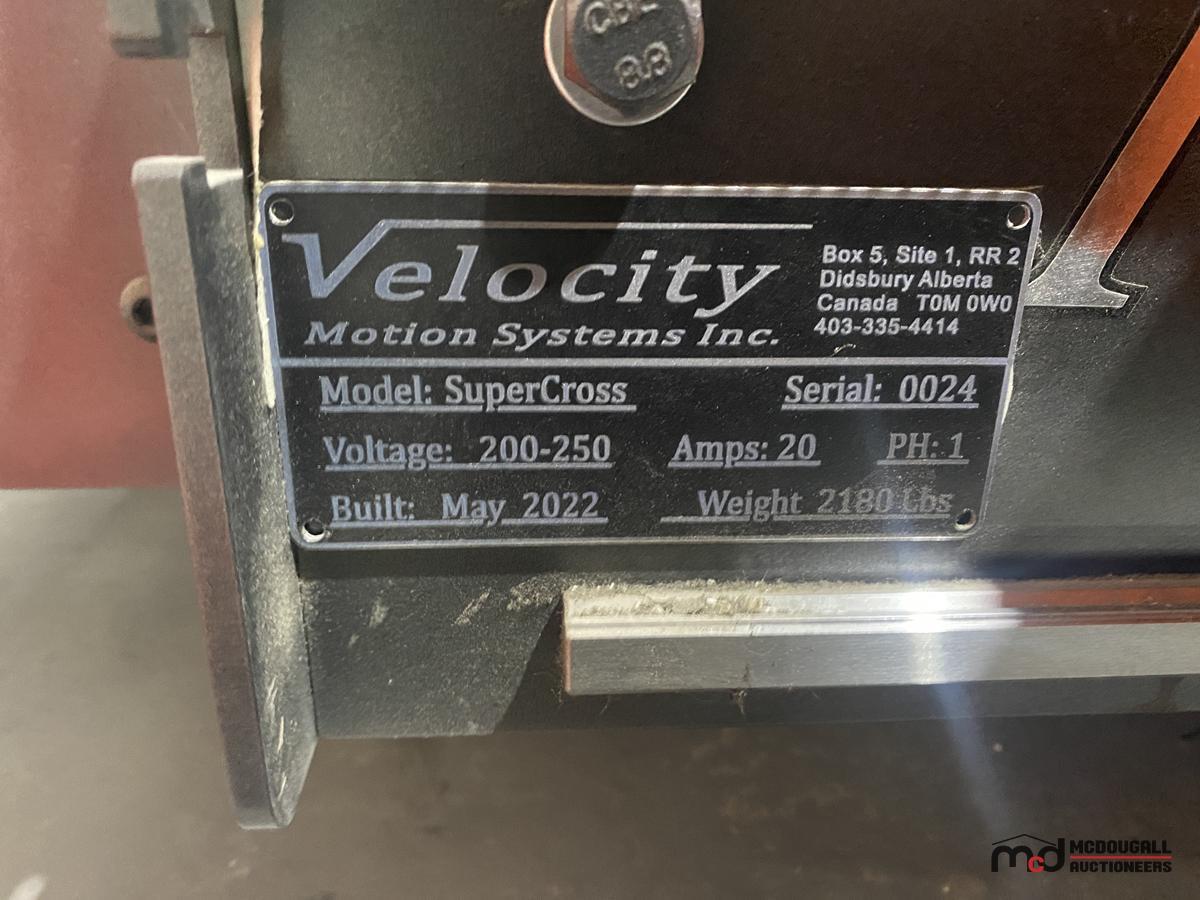 8.8
Velocity
Motion Systems Inc.
Box 5, Site 1, RR 2
Didsbury Alberta
Canada T0M 0W0
403-335-4414
Model: SuperCross
Serial: 0024
Voltage: 200-250
Amps: 20
PH: 1
Built: May 2022
Weight 2180 Lbs
mcd
MCDOUGALL
AUCTIONEERS